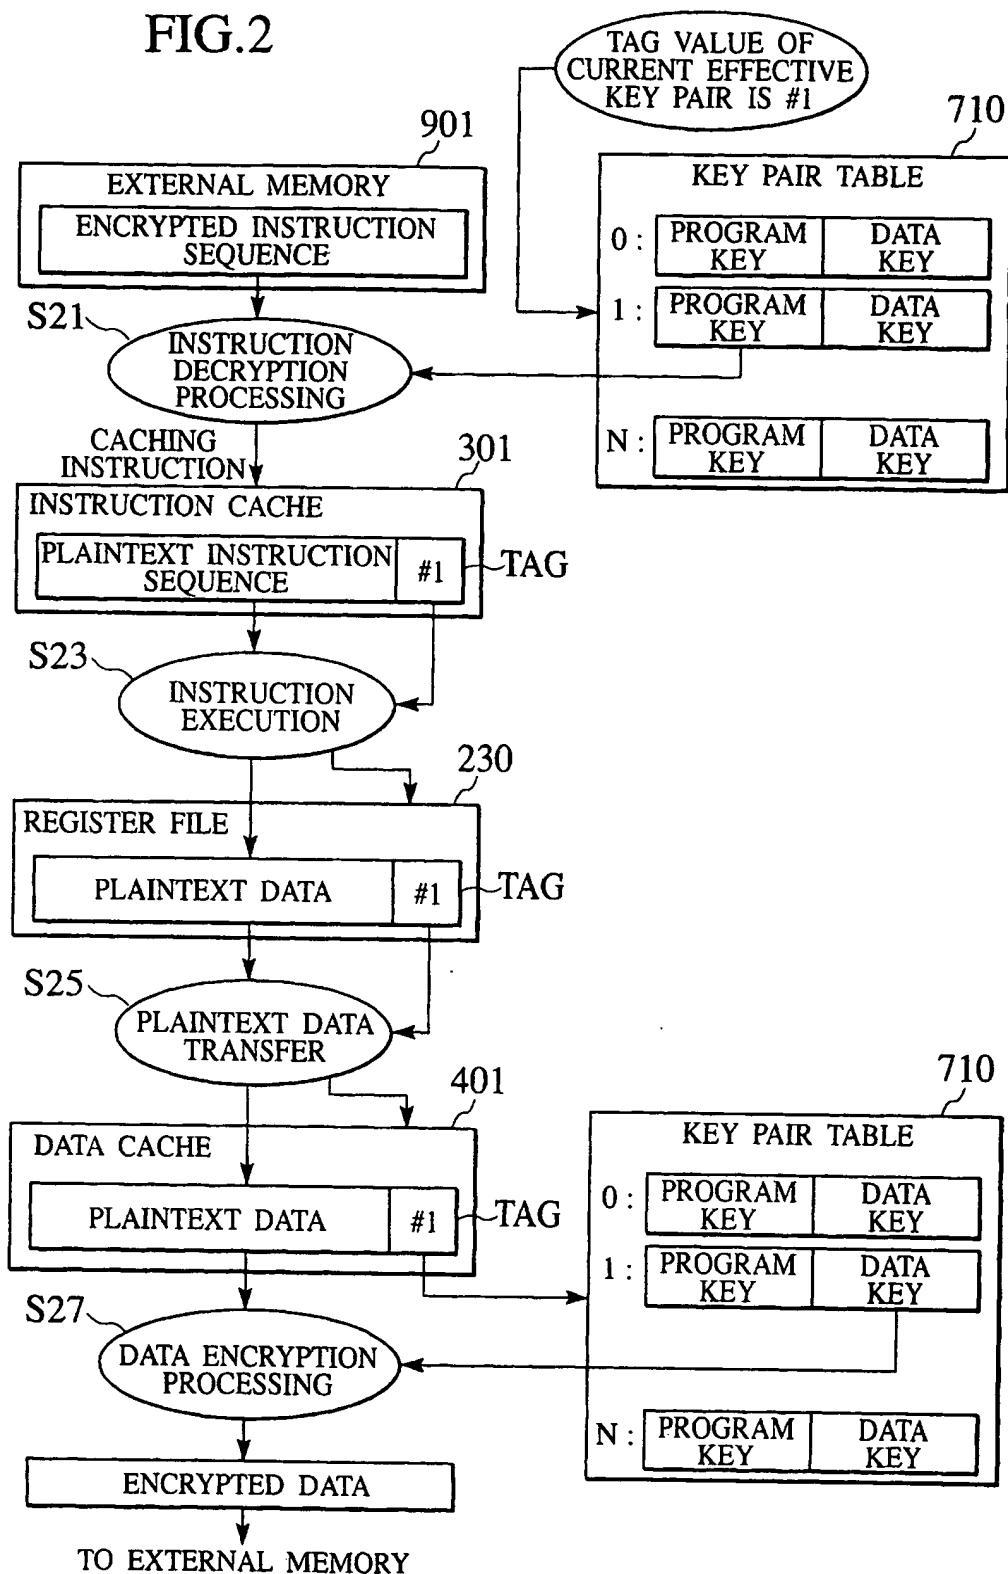 FIG.2
TAG VALUE OF
CURRENT EFFECTIVE
KEY PAIR IS #1
901
710
EXTERNAL MEMORY
ENCRYPTED INSTRUCTION
SEQUENCE
KEY PAIR TABLE
0 : PROGRAM KEY DATA KEY
1 : PROGRAM KEY DATA KEY
N : PROGRAM KEY DATA KEY
S21
INSTRUCTION
DECRYPTION
PROCESSING
CACHING
INSTRUCTION
301
INSTRUCTION CACHE
PLAINTEXT INSTRUCTION
SEQUENCE
#1
TAG
S23
INSTRUCTION
EXECUTION
230
REGISTER FILE
PLAINTEXT DATA
#1
TAG
S25
PLAINTEXT DATA
TRANSFER
401
710
DATA CACHE
PLAINTEXT DATA
#1
TAG
KEY PAIR TABLE
0 : PROGRAM KEY DATA KEY
1 : PROGRAM KEY DATA KEY
N : PROGRAM KEY DATA KEY
S27
DATA ENCRYPTION
PROCESSING
ENCRYPTED DATA
TO EXTERNAL MEMORY